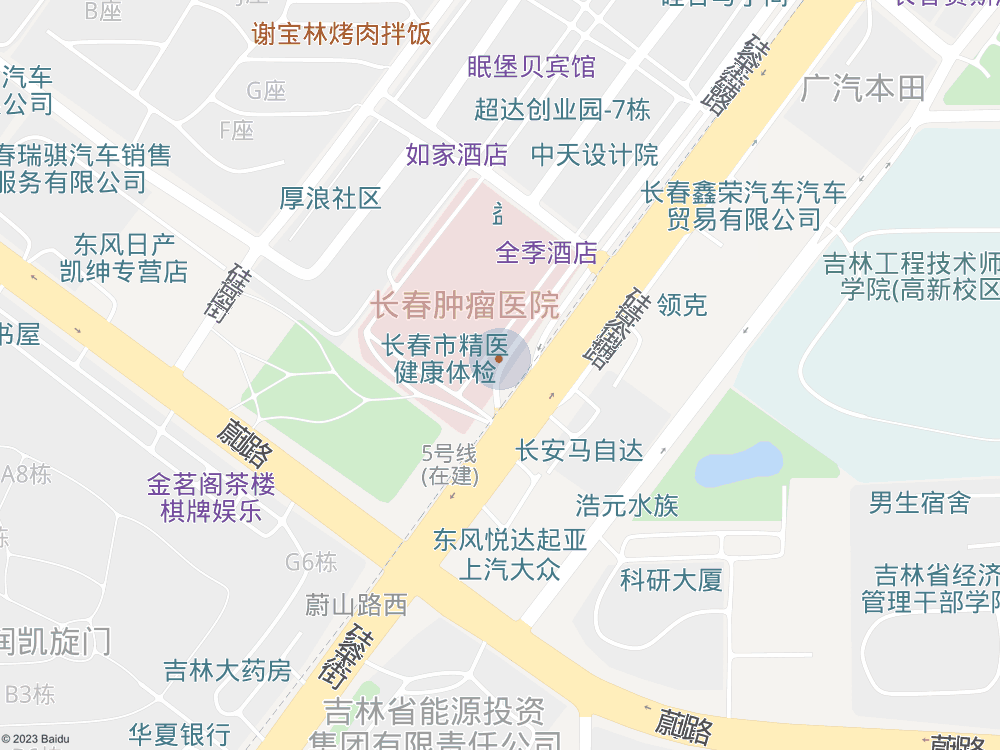 B座
谢宝林烤肉拌饭
眠堡贝宾馆
汽车
公司
G座
广汽本田
超达创业园-7栋
F座
如家酒店
中天设计院
春瑞骐汽车销售
服务有限公司
厚浪社区
长春鑫荣汽车汽车
贸易有限公司
东风日产
凯绅专营店
全季酒店
吉林工程技术师
学院(高新校区
长春肿瘤医院
领克
书屋
长春市精医
健康体检
5号线
(在建)
长安马自达
A8栋
金茗阁茶楼
棋牌娱乐
浩元水族
男生宿舍
东风悦达起亚
上汽大众
G6栋
科研大厦
吉林省经济
管理干部学院
蔚山路西
润凯旋门
吉林大药房
B3栋
吉林省能源投资
集团有限责任公司
华夏银行
© 2023 Baidu